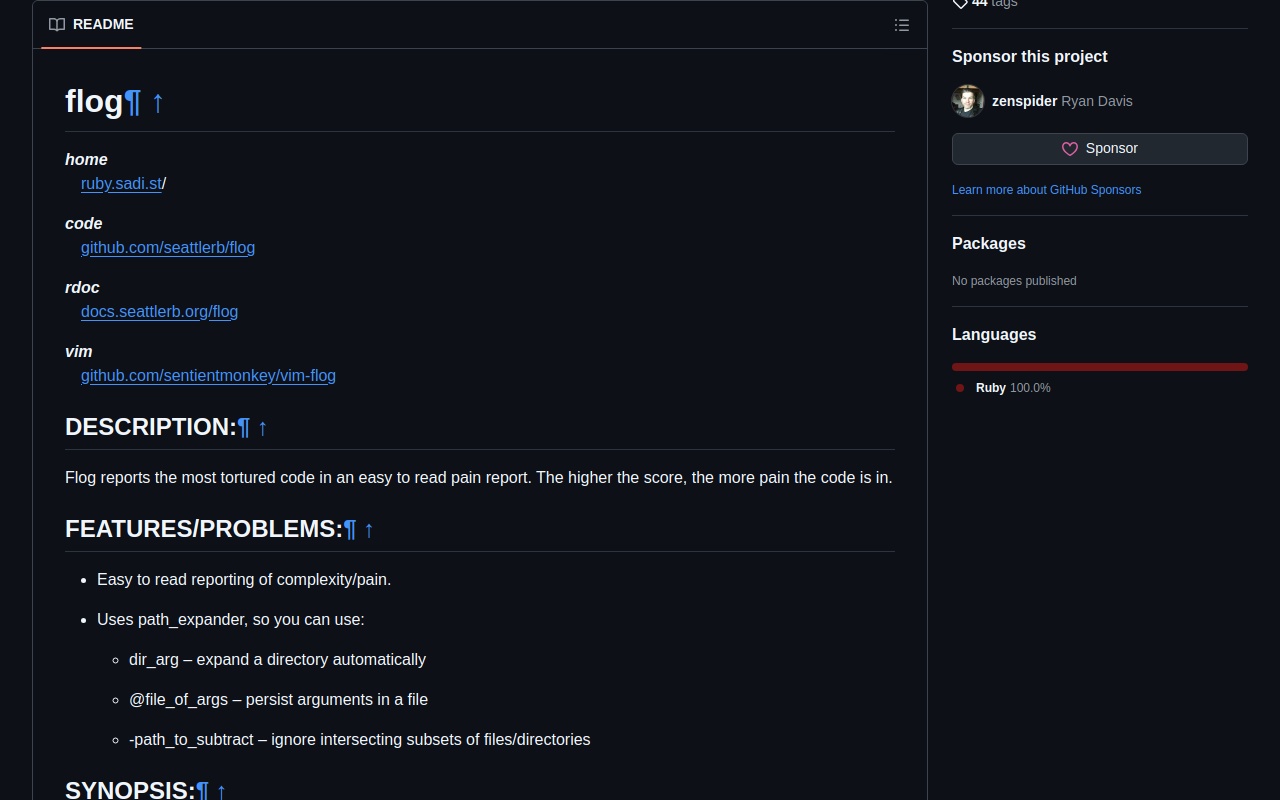 README
flog¶ ↑
home
ruby.sadi.st/
code
github.com/seattlerb/flog
rdoc
docs.seattlerb.org/flog
vim
github.com/sentientmonkey/vim-flog
DESCRIPTION:¶ ↑
Flog reports the most tortured code in an easy to read pain report. The higher the score, the more pain the code is in.
FEATURES/PROBLEMS:¶ ↑
• Easy to read reporting of complexity/pain.
• Uses path_expander, so you can use:
◦ dir_arg – expand a directory automatically
◦ @file_of_args – persist arguments in a file
◦ -path_to_subtract – ignore intersecting subsets of files/directories
SYNOPSIS:¶ ↑
44 tags
Sponsor this project
zenspider Ryan Davis
Sponsor
Learn more about GitHub Sponsors
Packages
No packages published
Languages
Ruby 100.0%